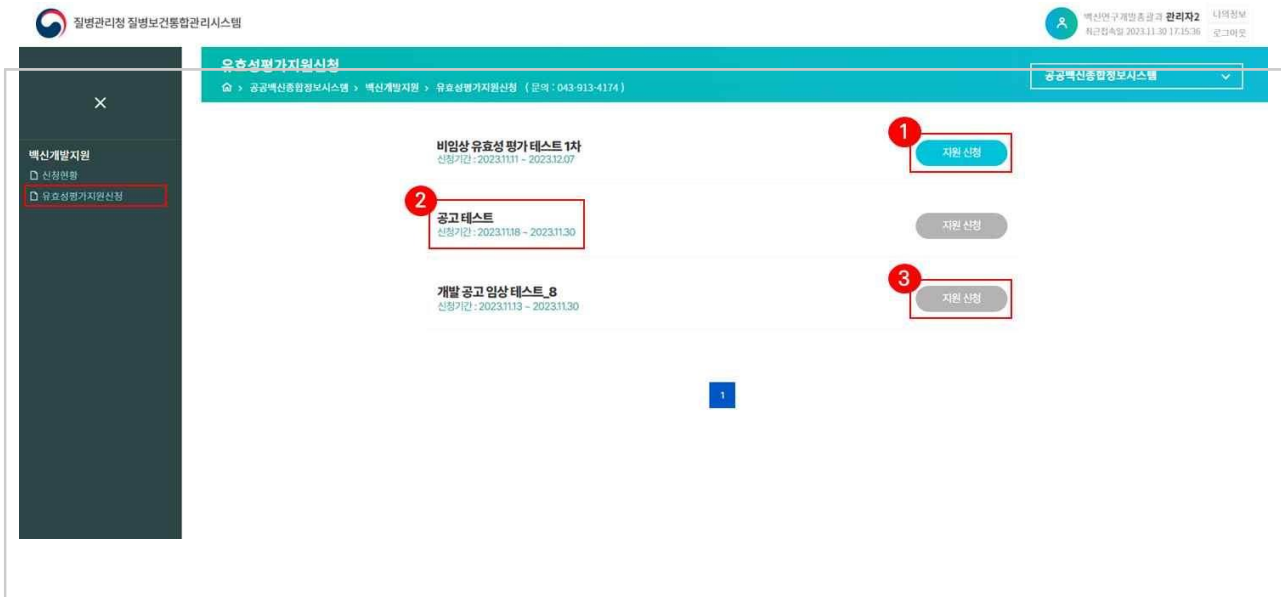 질병관리청 질병보건통합관리시스템
백신연구개발총괄과 관리자2 나의정보
최근접속일 2023.11.30 17:15:36 로그아웃
유효성평가지원신청
공공백신종합정보시스템 > 백신개발지원 > 유효성평가지원신청 ( 문의 : 043-913-4174 )
공공백신종합정보시스템
백신개발지원
신청현황
유효성평가지원신청
비임상 유효성 평가 테스트 1차
신청기간 : 2023.11.11 ~ 2023.12.07
1
지원 신청
2
공고 테스트
신청기간 : 2023.11.18 ~ 2023.11.30
지원 신청
개발 공고 임상 테스트_8
신청기간 : 2023.11.13 ~ 2023.11.30
3
지원 신청
1